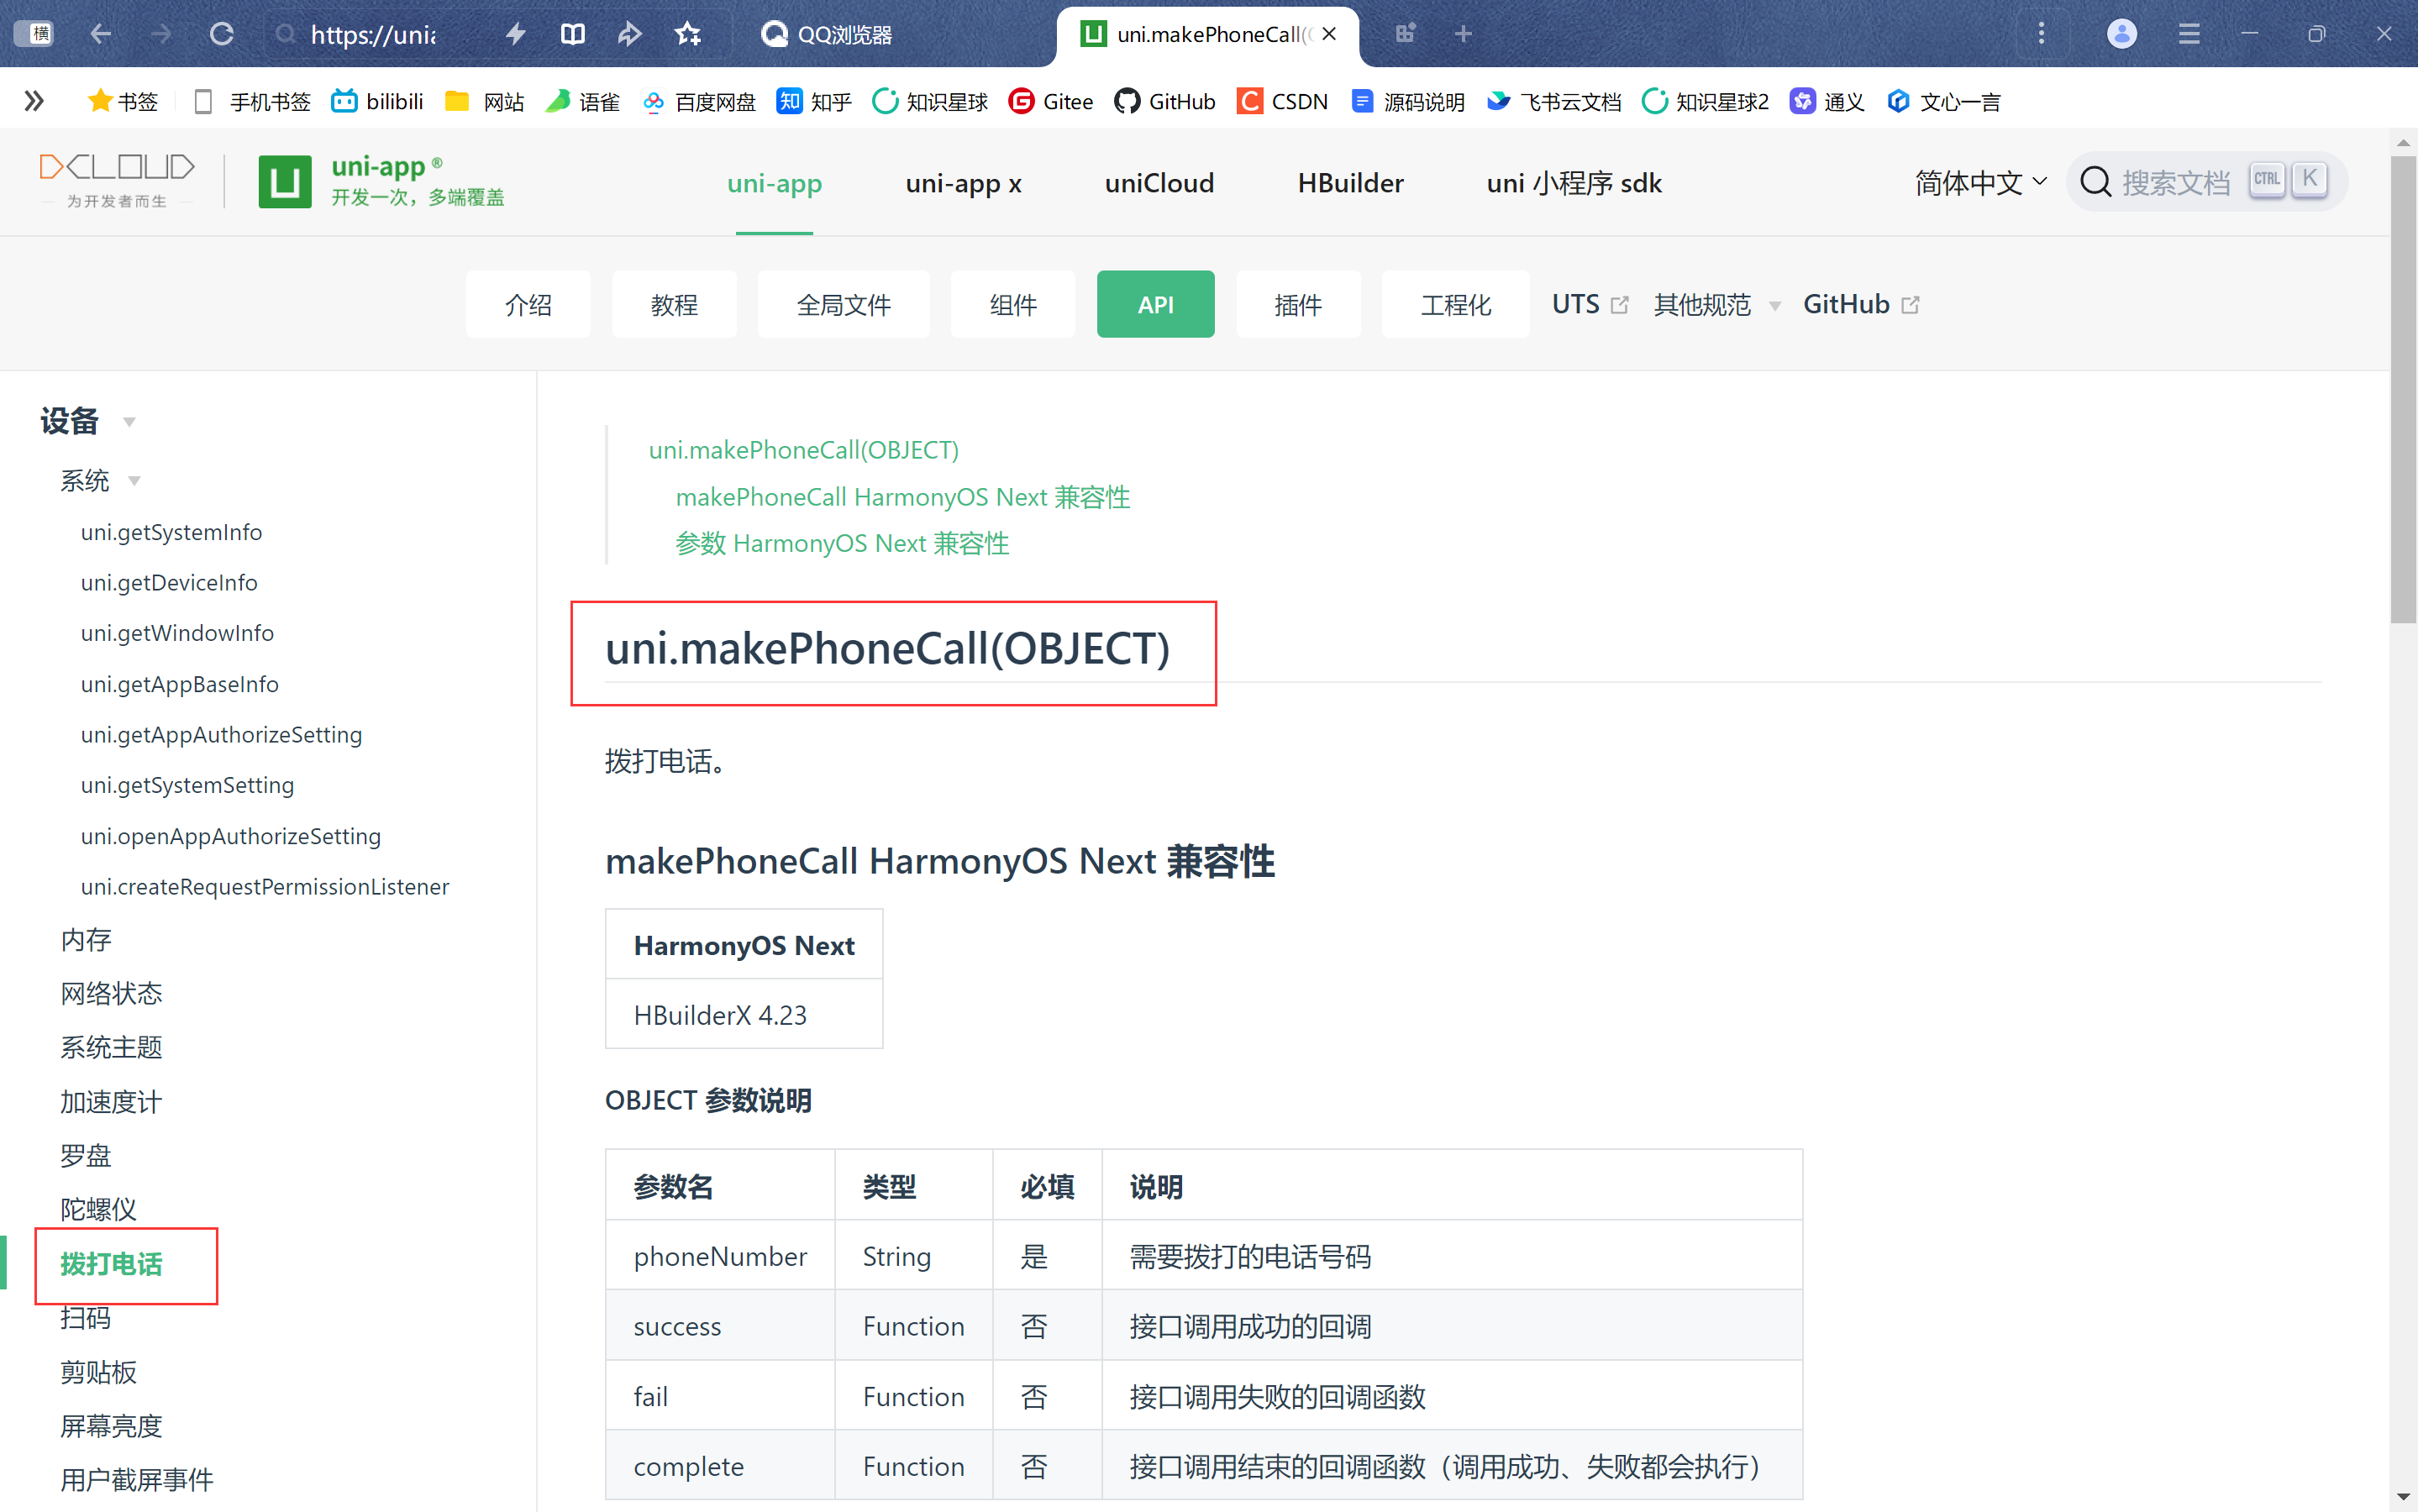 横
https://unia
QQ浏览器
uni.makePhoneCall(O
书签
手机书签
bilibili
网站
语雀
百度网盘
知 知乎
知识星球
Gitee
GitHub
CSDN
源码说明
飞书云文档
知识星球2
通义
文心一言
DCLOUD
为开发者而生
uni-app ®
开发一次，多端覆盖
uni-app
uni-app x
uniCloud
HBuilder
uni 小程序 sdk
简体中文
搜索文档
CTRL K
介绍
教程
全局文件
组件
API
插件
工程化
UTS
其他规范
GitHub
设备
系统
uni.getSystemInfo
uni.getDeviceInfo
uni.getWindowInfo
uni.getAppBaseInfo
uni.getAppAuthorizeSetting
uni.getSystemSetting
uni.openAppAuthorizeSetting
uni.createRequestPermissionListener
内存
网络状态
系统主题
加速度计
罗盘
陀螺仪
拨打电话
扫码
剪贴板
屏幕亮度
用户截屏事件
uni.makePhoneCall(OBJECT)
makePhoneCall HarmonyOS Next 兼容性
参数 HarmonyOS Next 兼容性
uni.makePhoneCall(OBJECT)
拨打电话。
makePhoneCall HarmonyOS Next 兼容性
HarmonyOS Next
HBuilderX 4.23
OBJECT 参数说明
参数名 类型 必填 说明
phoneNumber String 是 需要拨打的电话号码
success Function 否 接口调用成功的回调
fail Function 否 接口调用失败的回调函数
complete Function 否 接口调用结束的回调函数（调用成功、失败都会执行）